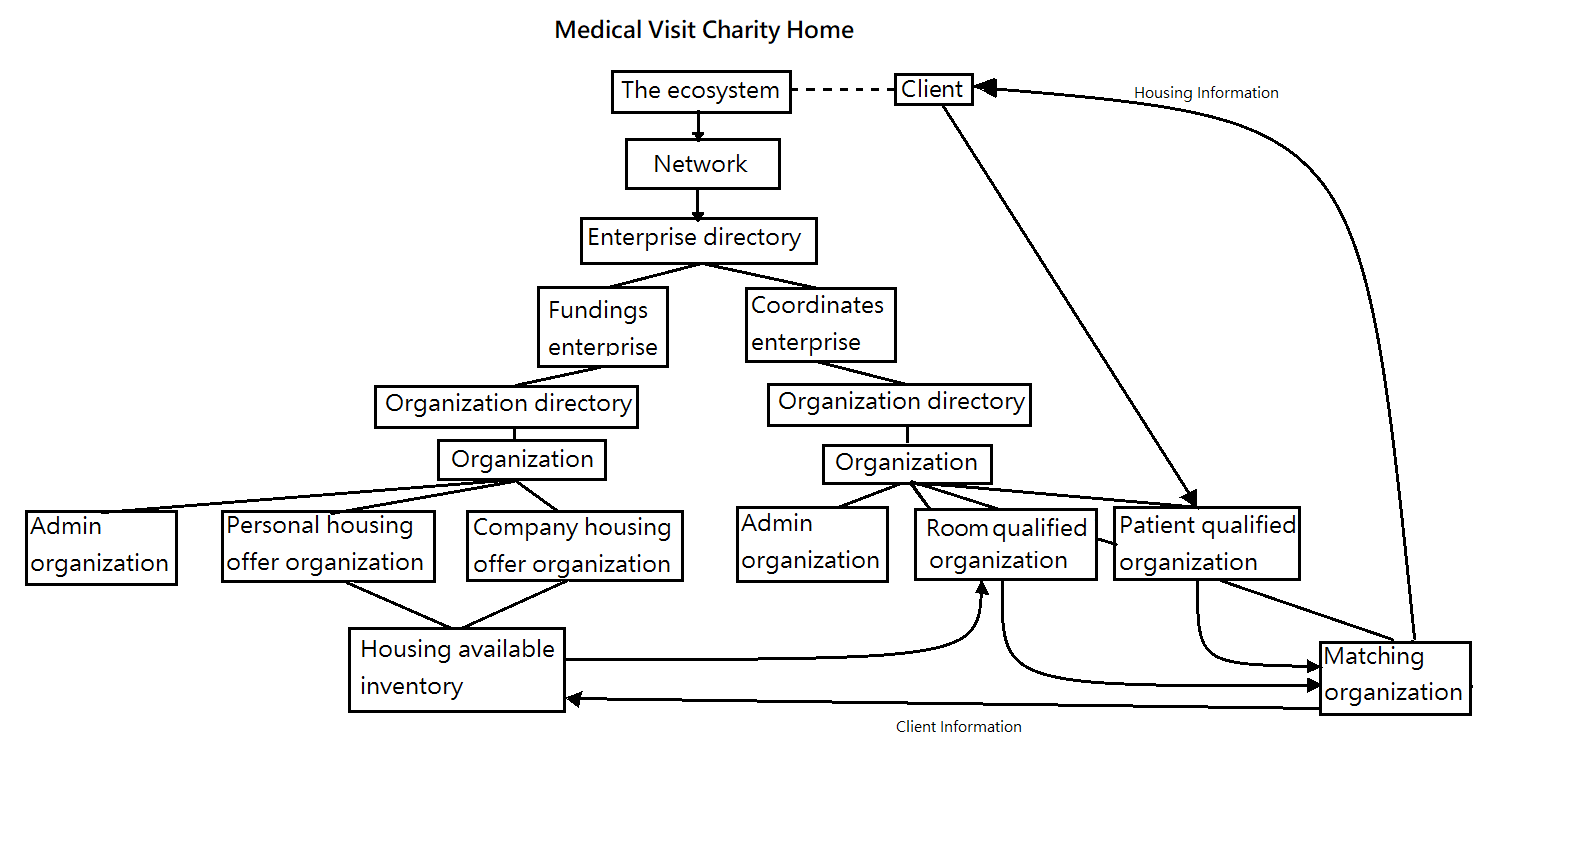 Medical Visit Charity Home
The ecosystem
Client
Housing Information
Network
Enterprise directory
Fundings
enterprise
Coordinates
enterprise
Organization directory
Organization directory
Organization
Organization
Admin
organization
Personal housing
offer organization
Company housing
offer organization
Admin
organization
Room qualified
organization
Patient qualified
organization
Housing available
inventory
Matching
organization
Client Information